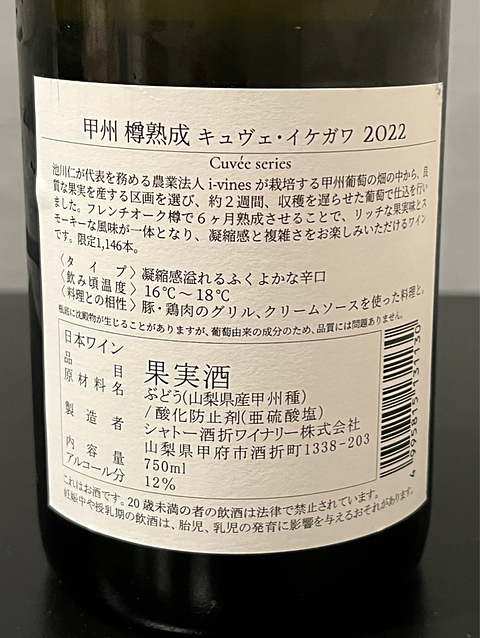 甲州 樽熟成 キュヴェ・イケガワ 2022
Cuvée series
池川仁が代表を務める農業法人 i-vines が栽培する甲州葡萄の畑の中から、良
質な果実を産する区画を選び、約2週間、収穫を遅らせた葡萄で仕込を行い
ました。フレンチオーク樽で6ヶ月熟成させることで、リッチな果実味とス
モーキーな風味が一体となり、凝縮感と複雑さをお楽しみいただけるワイン
です。限定1,146本。
〈タイプ〉凝縮感溢れるふくよかな辛口
〈飲み頃温度〉16℃～18℃
〈料理との相性〉豚・鶏肉のグリル、クリームソースを使った料理と。
瓶底に沈殿物が生じることがありますが、葡萄由来の成分のため、品質には問題ありません。
日本ワイン
品目 果実酒
原材料名 ぶどう(山梨県産甲州種)
/酸化防止剤(亜硫酸塩)
製造者 シャトー酒折ワイナリー株式会社
山梨県甲府市酒折町1338-203
内容量 750ml
アルコール分 12%
4 995815 131130
これはお酒です。20歳未満の者の飲酒は法律で禁止されています。
妊娠中や授乳期の飲酒は、胎児、乳児の発育に影響を与えるおそれがあります。